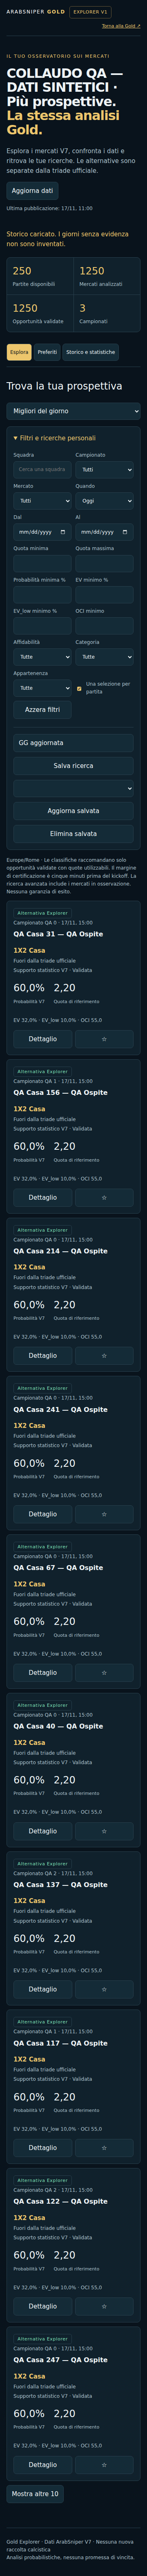 ARABSNIPER GOLD EXPLORER V1
Torna alla Gold ↗
IL TUO OSSERVATORIO SUI MERCATI
COLLAUDO QA —
DATI SINTETICI ·
Più prospettive.
La stessa analisi
Gold.
Esplora i mercati V7, confronta i dati e
ritrova le tue ricerche. Le alternative sono
separate dalla triade ufficiale.
Aggiorna dati
Ultima pubblicazione: 17/11, 11:00
Storico caricato. I giorni senza evidenza
non sono inventati.
250 1250
Partite disponibili Mercati analizzati
1250 3
Opportunità validate Campionati
Esplora Preferiti Storico e statistiche
Trova la tua prospettiva
Migliori del giorno
▼ Filtri e ricerche personali
Squadra Campionato
Cerca una squadra Tutti
Mercato Quando
Tutti Oggi
Dal Al
mm/dd/yyyy mm/dd/yyyy
Quota minima Quota massima
Probabilità minima % EV minimo %
EV_low minimo % OCI minimo
Affidabilità Categoria
Tutte Tutte
Appartenenza
Tutte Una selezione per
partita
Azzera filtri
GG aggiornata
Salva ricerca
Aggiorna salvata
Elimina salvata
Europe/Rome · Le classifiche raccomandano solo
opportunità validate con quote utilizzabili. Il margine
di certificazione è di cinque minuti prima del kickoff. La
ricerca avanzata include i mercati in osservazione.
Nessuna garanzia di esito.
Alternativa Explorer
Campionato QA 0 · 17/11, 15:00
QA Casa 31 — QA Ospite
1X2 Casa
Fuori dalla triade ufficiale
Supporto statistico V7 · Validata
60,0% 2,20
Probabilità V7 Quota di riferimento
EV 32,0% · EV_low 10,0% · OCI 55,0
Dettaglio ☆
Alternativa Explorer
Campionato QA 1 · 17/11, 15:00
QA Casa 156 — QA Ospite
1X2 Casa
Fuori dalla triade ufficiale
Supporto statistico V7 · Validata
60,0% 2,20
Probabilità V7 Quota di riferimento
EV 32,0% · EV_low 10,0% · OCI 55,0
Dettaglio ☆
Alternativa Explorer
Campionato QA 0 · 17/11, 15:00
QA Casa 214 — QA Ospite
1X2 Casa
Fuori dalla triade ufficiale
Supporto statistico V7 · Validata
60,0% 2,20
Probabilità V7 Quota di riferimento
EV 32,0% · EV_low 10,0% · OCI 55,0
Dettaglio ☆
Alternativa Explorer
Campionato QA 0 · 17/11, 15:00
QA Casa 241 — QA Ospite
1X2 Casa
Fuori dalla triade ufficiale
Supporto statistico V7 · Validata
60,0% 2,20
Probabilità V7 Quota di riferimento
EV 32,0% · EV_low 10,0% · OCI 55,0
Dettaglio ☆
Alternativa Explorer
Campionato QA 0 · 17/11, 15:00
QA Casa 67 — QA Ospite
1X2 Casa
Fuori dalla triade ufficiale
Supporto statistico V7 · Validata
60,0% 2,20
Probabilità V7 Quota di riferimento
EV 32,0% · EV_low 10,0% · OCI 55,0
Dettaglio ☆
Alternativa Explorer
Campionato QA 0 · 17/11, 15:00
QA Casa 40 — QA Ospite
1X2 Casa
Fuori dalla triade ufficiale
Supporto statistico V7 · Validata
60,0% 2,20
Probabilità V7 Quota di riferimento
EV 32,0% · EV_low 10,0% · OCI 55,0
Dettaglio ☆
Alternativa Explorer
Campionato QA 2 · 17/11, 15:00
QA Casa 137 — QA Ospite
1X2 Casa
Fuori dalla triade ufficiale
Supporto statistico V7 · Validata
60,0% 2,20
Probabilità V7 Quota di riferimento
EV 32,0% · EV_low 10,0% · OCI 55,0
Dettaglio ☆
Alternativa Explorer
Campionato QA 1 · 17/11, 15:00
QA Casa 117 — QA Ospite
1X2 Casa
Fuori dalla triade ufficiale
Supporto statistico V7 · Validata
60,0% 2,20
Probabilità V7 Quota di riferimento
EV 32,0% · EV_low 10,0% · OCI 55,0
Dettaglio ☆
Alternativa Explorer
Campionato QA 2 · 17/11, 15:00
QA Casa 122 — QA Ospite
1X2 Casa
Fuori dalla triade ufficiale
Supporto statistico V7 · Validata
60,0% 2,20
Probabilità V7 Quota di riferimento
EV 32,0% · EV_low 10,0% · OCI 55,0
Dettaglio ☆
Alternativa Explorer
Campionato QA 0 · 17/11, 15:00
QA Casa 247 — QA Ospite
1X2 Casa
Fuori dalla triade ufficiale
Supporto statistico V7 · Validata
60,0% 2,20
Probabilità V7 Quota di riferimento
EV 32,0% · EV_low 10,0% · OCI 55,0
Dettaglio ☆
Mostra altre 10
Gold Explorer · Dati ArabSniper V7 · Nessuna nuova
raccolta calcistica
Analisi probabilistiche, nessuna promessa di vincita.